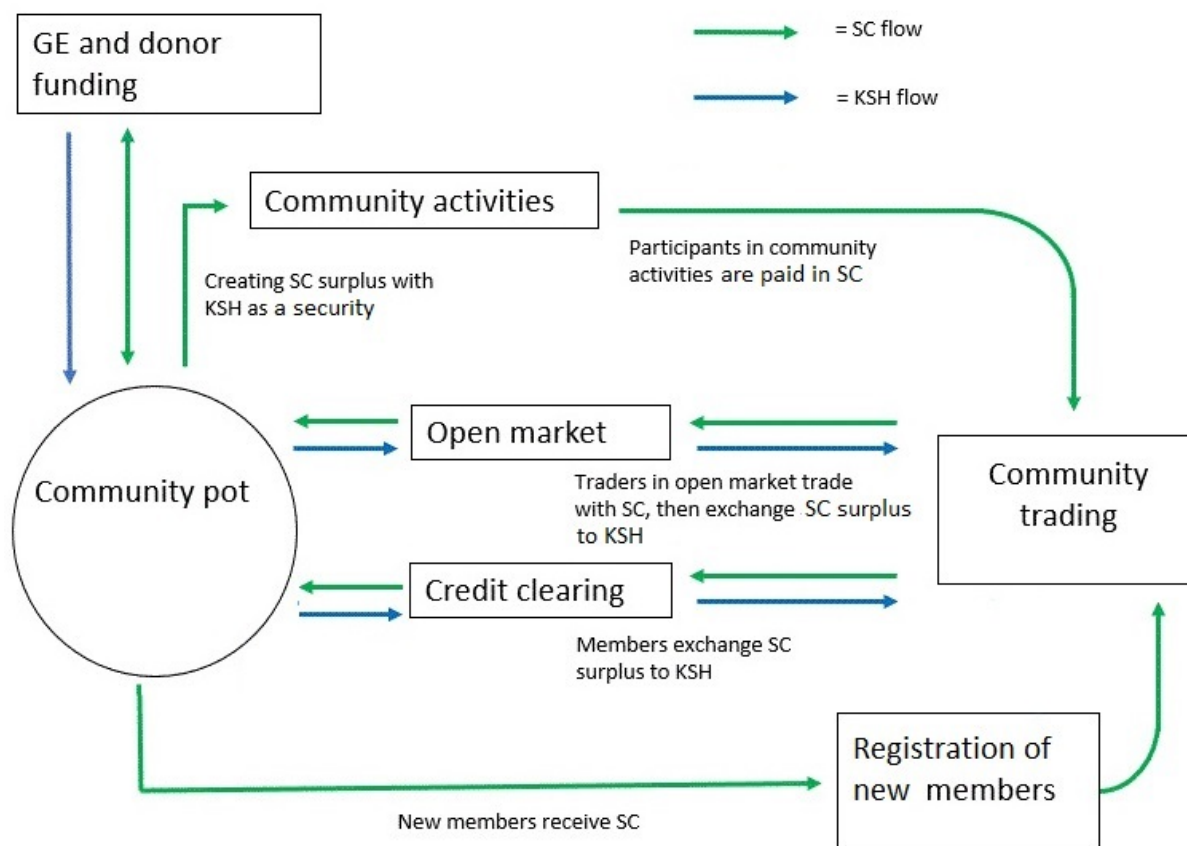 GE and donor
funding
= SC flow
= KSH flow
Community activities
Participants in community
activities are paid in SC
Creating SC surplus with
KSH as a security
Open market
Community pot
Traders in open market trade
with SC, then exchange SC surplus
to KSH
Community
trading
Credit clearing
Members exchange SC
surplus to KSH
Registration of
new members
New members receive SC